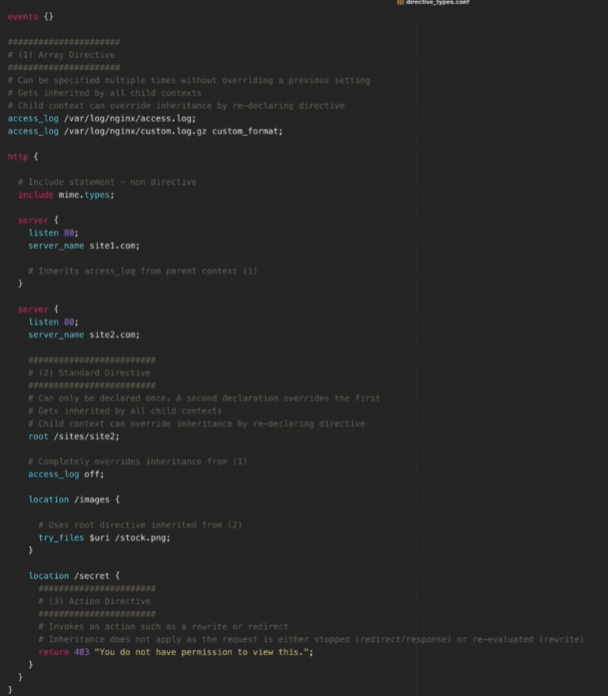 directive_types.conf
events {}
######################
# (1) Array Directive
######################
# Can be specified multiple times without overriding a previous setting
# Gets inherited by all child contexts
# Child context can override inheritance by re-declaring directive
access_log /var/log/nginx/access.log;
access_log /var/log/nginx/custom.log.gz custom_format;
http {
# Include statement - non directive
include mime.types;
server {
listen 80;
server_name site1.com;
# Inherits access_log from parent context (1)
}
server {
listen 80;
server_name site2.com;
#########################
# (2) Standard Directive
#########################
# Can only be declared once. A second declaration overrides the first
# Gets inherited by all child contexts
# Child context can override inheritance by re-declaring directive
root /sites/site2;
# Completely overrides inheritance from (1)
access_log off;
location /images {
# Uses root directive inherited from (2)
try_files $uri /stock.png;
}
location /secret {
#######################
# (3) Action Directive
#######################
# Invokes an action such as a rewrite or redirect
# Inheritance does not apply as the request is either stopped (redirect/response) or re-evaluated (rewrite)
return 403 "You do not have permission to view this.";
}
}
}